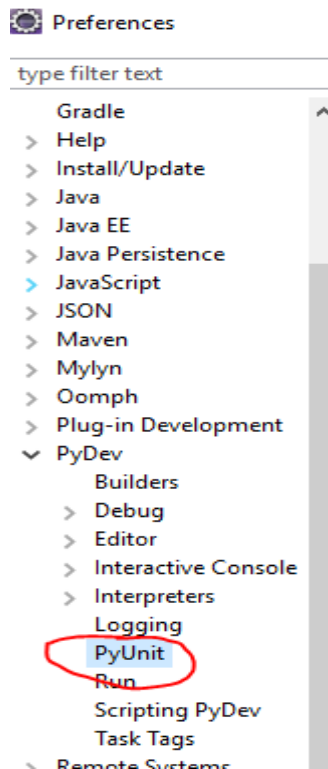 Preferences
type filter text
Gradle
Help
Install/Update
Java
Java EE
Java Persistence
JavaScript
JSON
Maven
Mylyn
Oomph
Plug-in Development
PyDev
Builders
Debug
Editor
Interactive Console
Interpreters
Logging
PyUnit
Run
Scripting PyDev
Task Tags
Remote Systems